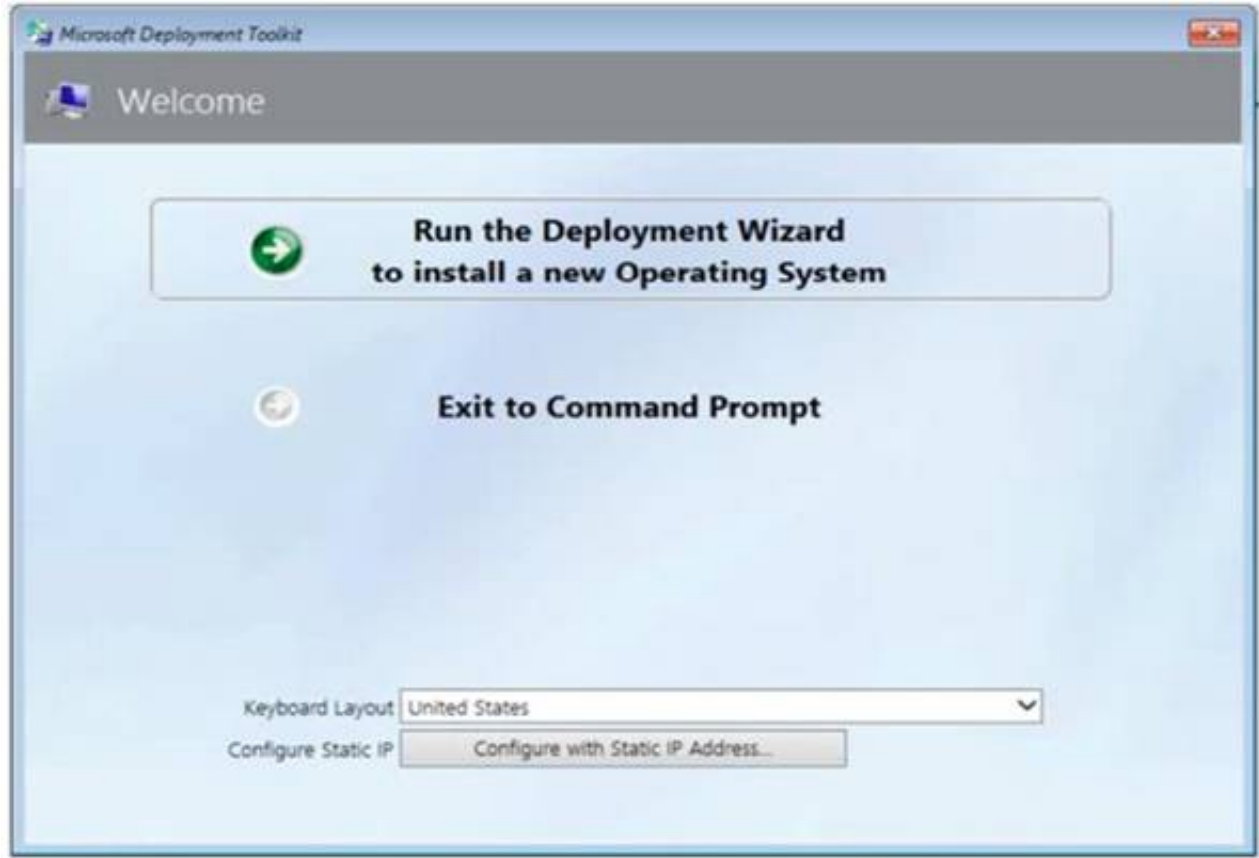 Microsoft Deployment Toolkit
Welcome
Run the Deployment Wizard
to install a new Operating System
Exit to Command Prompt
Keyboard Layout United States
Configure Static IP Configure with Static IP Address...